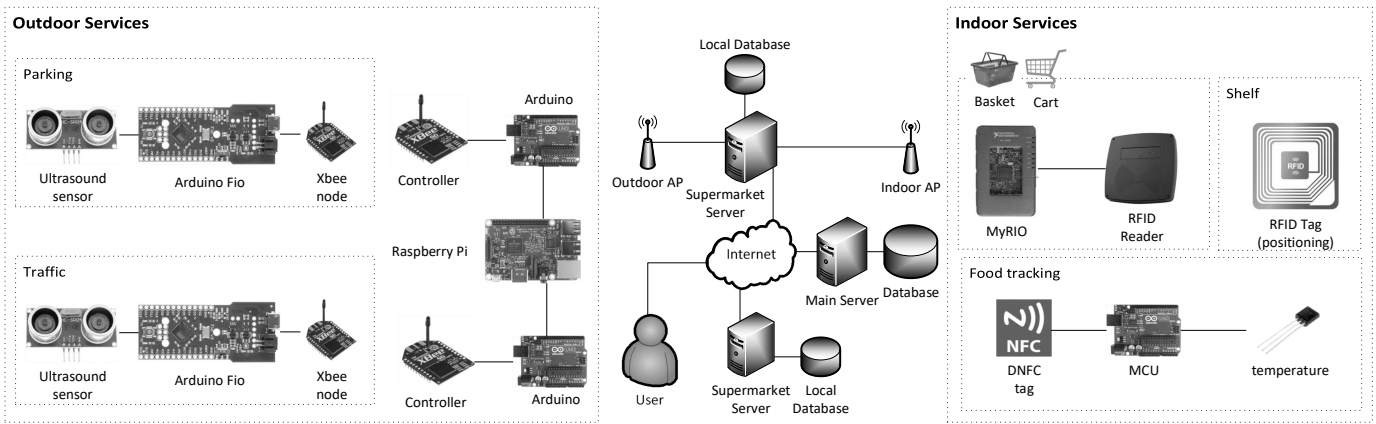 Outdoor Services
Parking
Ultrasound
sensor
Arduino Fio
Xbee
node
Controller
Arduino
Raspberry Pi
Traffic
Ultrasound
sensor
Arduino Fio
Xbee
node
Controller
Arduino
Local Database
Outdoor AP
Supermarket
Server
Indoor AP
Internet
Main Server
Database
User
Supermarket
Server
Local
Database
Indoor Services
Basket
Cart
MyRIO
RFID
Reader
Shelf
RFID
RFID Tag
(positioning)
Food tracking
NFC
DNFC
tag
MCU
temperature